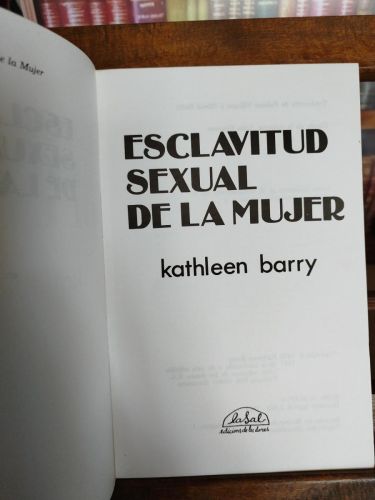 e la Mujer
ESCLAVITUD
SEXUAL
DE LA MUJER
kathleen barry
laSal
edicions de les dones